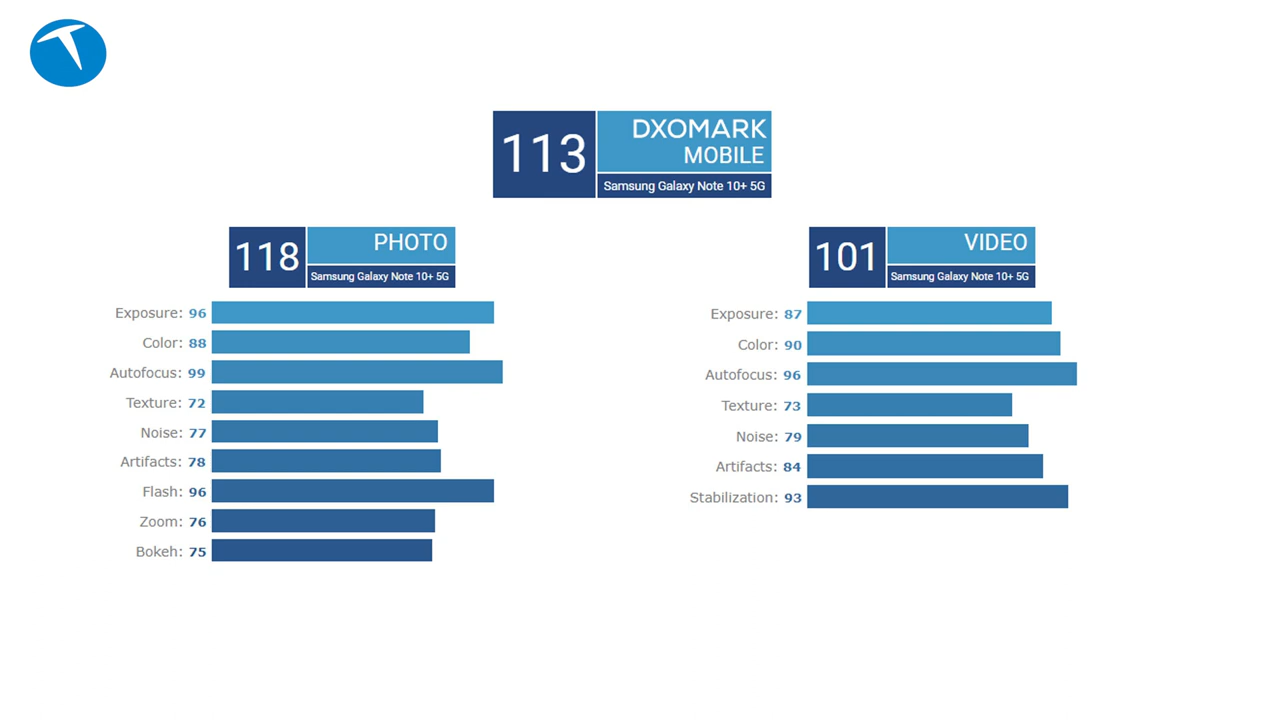 113
DXOMARK
MOBILE
Samsung Galaxy Note 10+ 5G
118
PHOTO
Samsung Galaxy Note 10+ 5G
Exposure: 96
Color: 88
Autofocus: 99
Texture: 72
Noise: 77
Artifacts: 78
Flash: 96
Zoom: 76
Bokeh: 75
101
VIDEO
Samsung Galaxy Note 10+ 5G
Exposure: 87
Color: 90
Autofocus: 96
Texture: 73
Noise: 79
Artifacts: 84
Stabilization: 93